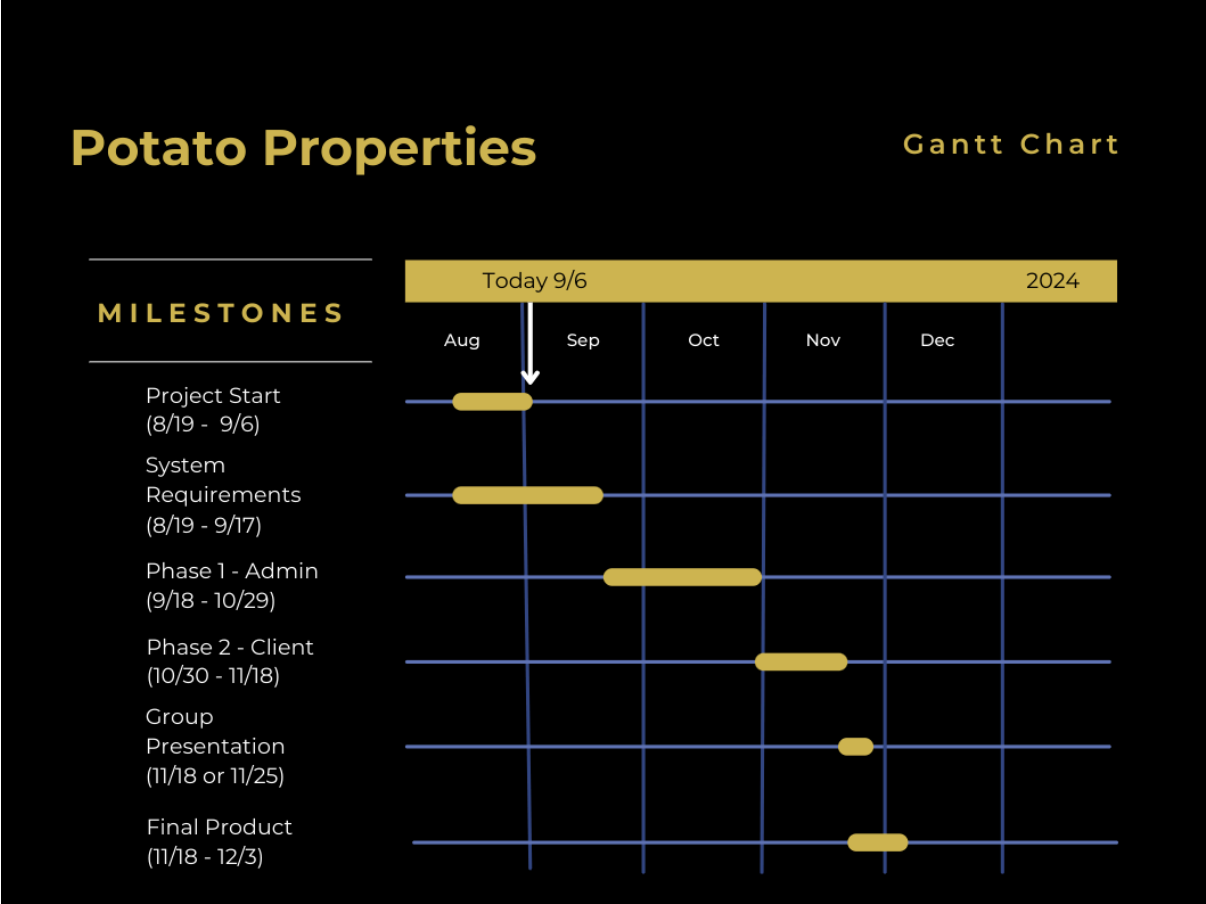 Potato Properties
Gantt Chart
Today 9/6
2024
MILESTONES
Aug
Sep
Oct
Nov
Dec
Project Start
(8/19 - 9/6)
System
Requirements
(8/19 - 9/17)
Phase 1 - Admin
(9/18 - 10/29)
Phase 2 - Client
(10/30 - 11/18)
Group
Presentation
(11/18 or 11/25)
Final Product
(11/18 - 12/3)